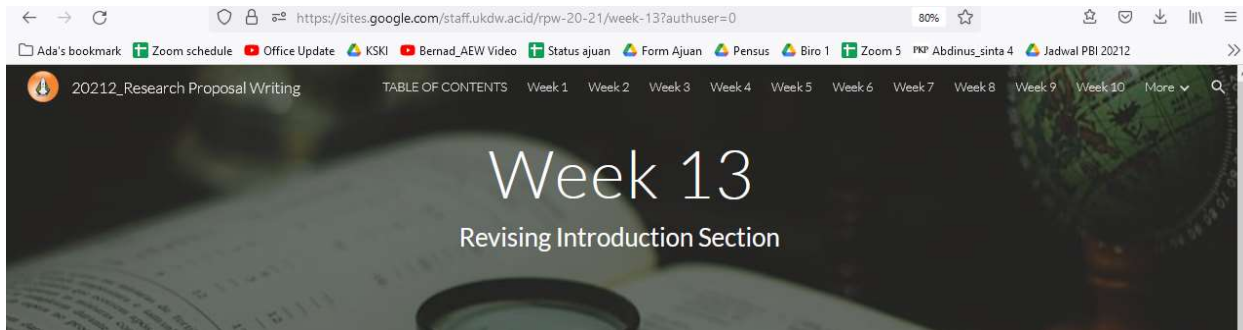 https://sites.google.com/staff.ukdw.ac.id/rpw-20-21/week-13?authuser=0 80%
Ada's bookmark Zoom schedule Office Update KSKI Bernad_AEW Video Status ajuan Form Ajuan Pensus Biro 1 Zoom 5 PKP Abdinus_sinta 4 Jadwal PBI 20212
20212_Research Proposal Writing TABLE OF CONTENTS Week 1 Week 2 Week 3 Week 4 Week 5 Week 6 Week 7 Week 8 Week 9 Week 10 More
Week 13
Revising Introduction Section